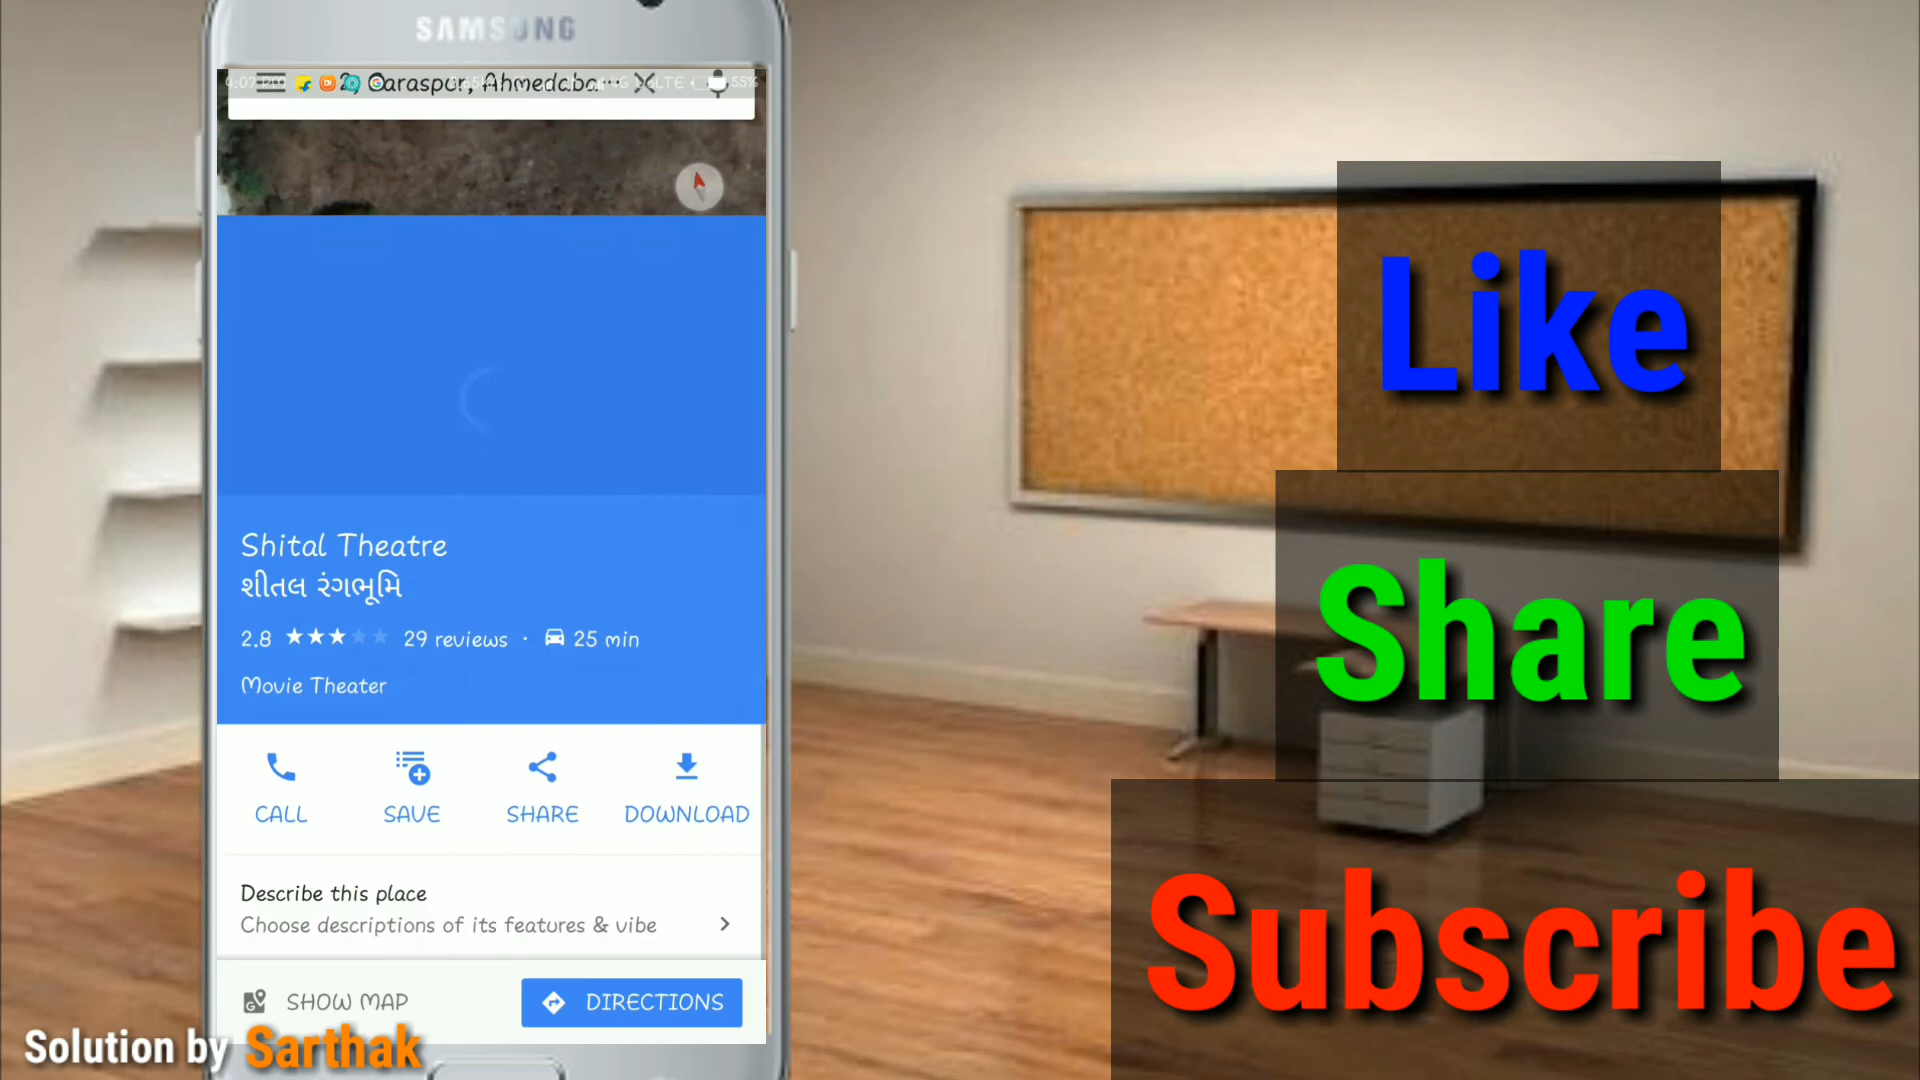 SAMSUNG
Saraspur, Ahmedaba...
55%
Shital Theatre
શીતલ રંગભૂમિ
2.8 ★★★★★ 29 reviews · 25 min
Movie Theater
CALL SAVE SHARE DOWNLOAD
Describe this place
Choose descriptions of its features & vibe
SHOW MAP DIRECTIONS
Solution by Sarthak
Like
Share
Subscribe